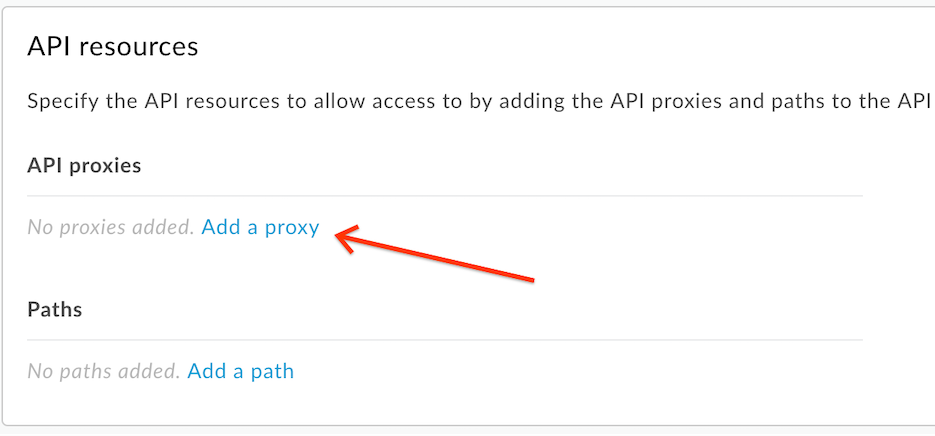 API resources
Specify the API resources to allow access to by adding the API proxies and paths to the API
API proxies
No proxies added. Add a proxy
Paths
No paths added. Add a path